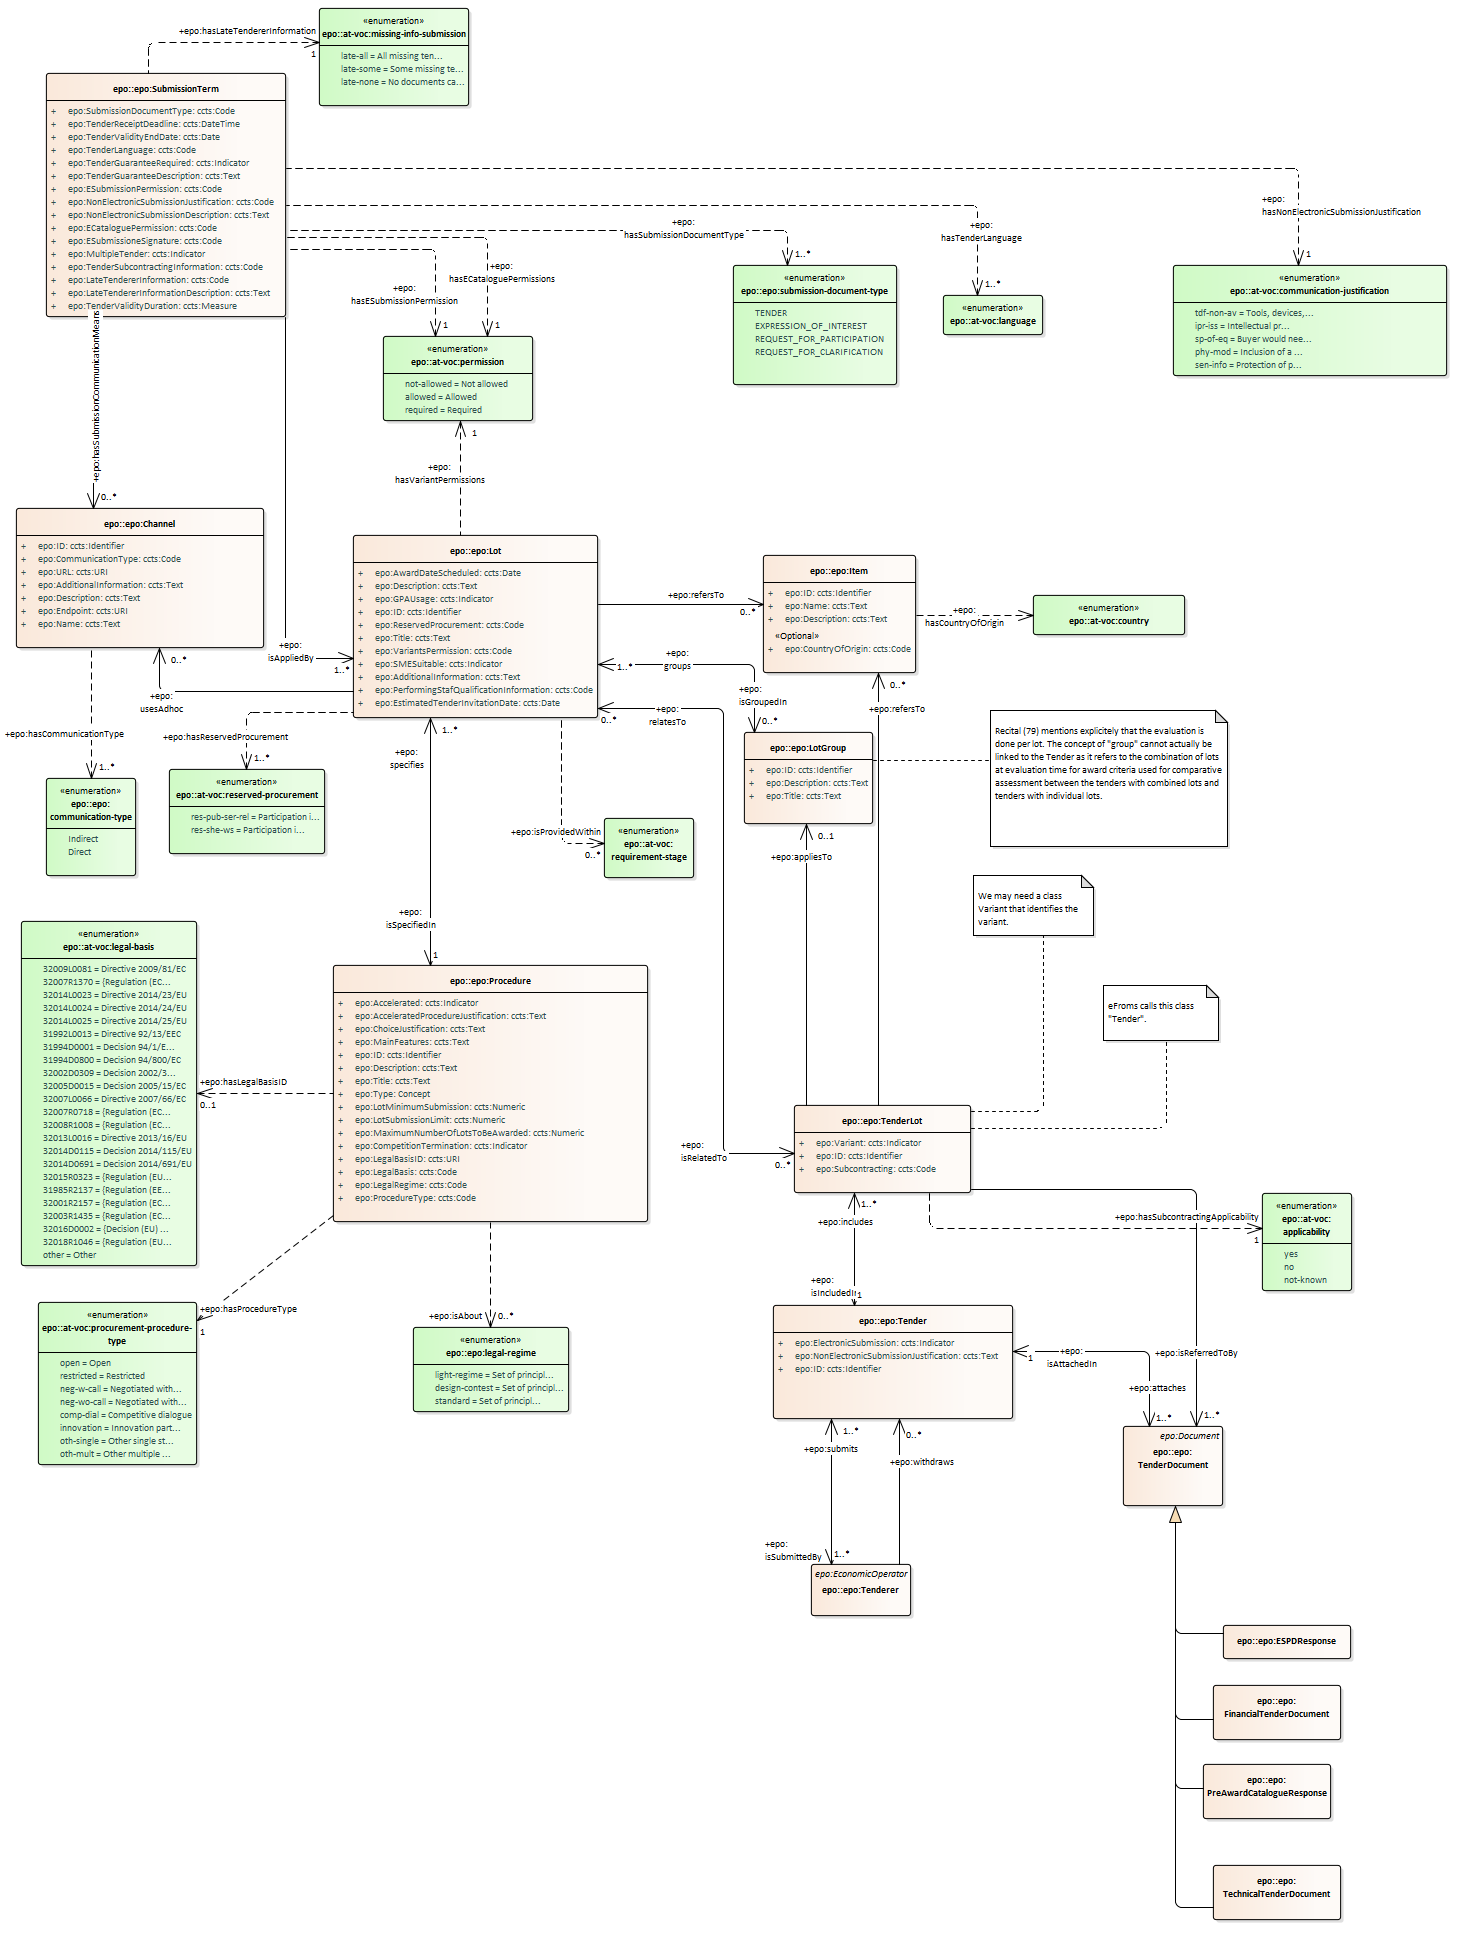 +epo:hasLateTendererInformation
1
«enumeration»
epo::at-voc:missing-info-submission
late-all = All missing ten...
late-some = Some missing te...
late-none = No documents ca...
epo::epo:SubmissionTerm
+ epo:SubmissionDocumentType: ccts:Code
+ epo:TenderReceiptDeadline: ccts:DateTime
+ epo:TenderValidityEndDate: ccts:Date
+ epo:TenderLanguage: ccts:Code
+ epo:TenderGuaranteeRequired: ccts:Indicator
+ epo:TenderGuaranteeDescription: ccts:Text
+ epo:ESubmissionPermission: ccts:Code
+ epo:NonElectronicSubmissionJustification: ccts:Code
+ epo:NonElectronicSubmissionDescription: ccts:Text
+ epo:ECataloguePermission: ccts:Code
+ epo:ESubmissioneSignature: ccts:Code
+ epo:MultipleTender: ccts:Indicator
+ epo:TenderSubcontractingInformation: ccts:Code
+ epo:LateTendererInformation: ccts:Code
+ epo:LateTendererInformationDescription: ccts:Text
+ epo:TenderValidityDuration: ccts:Measure
+epo:
hasNonElectronicSubmissionJustification
1
+epo:
hasTenderLanguage
1..*
+epo:
hasSubmissionDocumentType
1..*
+epo:
hasECataloguePermissions
1
+epo:
hasESubmissionPermission
1
«enumeration»
epo::epo:submission-document-type
TENDER
EXPRESSION_OF_INTEREST
REQUEST_FOR_PARTICIPATION
REQUEST_FOR_CLARIFICATION
«enumeration»
epo::at-voc:language
«enumeration»
epo::at-voc:communication-justification
tdf-non-av = Tools, devices,...
ipr-iss = Intellectual pr...
sp-of-eq = Buyer would nee...
phy-mod = Inclusion of a ...
sen-info = Protection of p...
«enumeration»
epo::at-voc:permission
not-allowed = Not allowed
allowed = Allowed
required = Required
+epo:hasSubmissionCommunicationMeans
0..*
1
+epo:
hasVariantPermissions
epo::epo:Channel
+ epo:ID: ccts:Identifier
+ epo:CommunicationType: ccts:Code
+ epo:URL: ccts:URI
+ epo:AdditionalInformation: ccts:Text
+ epo:Description: ccts:Text
+ epo:Endpoint: ccts:URI
+ epo:Name: ccts:Text
epo::epo:Lot
+ epo:AwardDateScheduled: ccts:Date
+ epo:Description: ccts:Text
+ epo:GPAUsage: ccts:Indicator
+ epo:ID: ccts:Identifier
+ epo:ReservedProcurement: ccts:Code
+ epo:Title: ccts:Text
+ epo:VariantsPermission: ccts:Code
+ epo:SMESuitable: ccts:Indicator
+ epo:AdditionalInformation: ccts:Text
+ epo:PerformingStafQualificationInformation: ccts:Code
+ epo:EstimatedTenderInvitationDate: ccts:Date
+epo:refersTo
0..*
epo::epo:Item
+ epo:ID: ccts:Identifier
+ epo:Name: ccts:Text
+ epo:Description: ccts:Text
«Optional»
+ epo:CountryOfOrigin: ccts:Code
+epo:
hasCountryOfOrigin
«enumeration»
epo::at-voc:country
+epo:
isAppliedBy
1..*
0..*
+epo:
usesAdhoc
1..*
+epo:
groups
+epo:
isGroupedIn
0..*
+epo:
relatesTo
0..*
0..*
+epo:refersTo
epo::epo:LotGroup
+ epo:ID: ccts:Identifier
+ epo:Description: ccts:Text
+ epo:Title: ccts:Text
Recital (79) mentions explicitly that the evaluation is
done per lot. The concept of "group" cannot actually be
linked to the Tender as it refers to the combination of lots
at evaluation time for award criteria used for comparative
assessment between the tenders with combined lots and
tenders with individual lots.
+epo:hasCommunicationType
1..*
+epo:hasReservedProcurement
1..*
1..*
+epo:
specifies
«enumeration»
epo::epo:
communication-type
Indirect
Direct
«enumeration»
epo::at-voc:reserved-procurement
res-pub-ser-rel = Participation i...
res-she-ws = Participation i...
+epo:isProvidedWithin
0..*
«enumeration»
epo::at-voc:
requirement-stage
0..1
+epo:appliesTo
We may need a class
Variant that identifies the
variant.
eFroms calls this class
"Tender".
+epo:
isSpecifiedIn
1
«enumeration»
epo::at-voc:legal-basis
32009L0081 = Directive 2009/81/EC
32007R1370 = {Regulation (EC...
32014L0023 = Directive 2014/23/EU
32014L0024 = Directive 2014/24/EU
32014L0025 = Directive 2014/25/EU
31992L0013 = Directive 92/13/EEC
31994D0001 = Decision 94/1/E...
31994D0800 = Decision 94/800/EC
32002D0309 = Decision 2002/3...
32005D0015 = Decision 2005/15/EC
32007L0066 = Directive 2007/66/EC
32007R0718 = {Regulation (EC...
32008R1008 = {Regulation (EC...
32013L0016 = Directive 2013/16/EU
32014D0115 = Decision 2014/115/EU
32014D0691 = Decision 2014/691/EU
32015R0323 = {Regulation (EU...
31985R2137 = {Regulation (EE...
32001R2157 = {Regulation (EC...
32003R1435 = {Regulation (EC...
32016D0002 = {Decision (EU) ...
32018R1046 = {Regulation (EU...
other = Other
+epo:hasLegalBasisID
0..1
epo::epo:Procedure
+ epo:Accelerated: ccts:Indicator
+ epo:AcceleratedProcedureJustification: ccts:Text
+ epo:ChoiceJustification: ccts:Text
+ epo:MainFeatures: ccts:Text
+ epo:ID: ccts:Identifier
+ epo:Description: ccts:Text
+ epo:Title: ccts:Text
+ epo:Type: Concept
+ epo:LotMinimumSubmission: ccts:Numeric
+ epo:LotSubmissionLimit: ccts:Numeric
+ epo:MaximumNumberOfLotsToBeAwarded: ccts:Numeric
+ epo:CompetitionTermination: ccts:Indicator
+ epo:LegalBasisID: ccts:URI
+ epo:LegalBasis: ccts:Code
+ epo:LegalRegime: ccts:Code
+ epo:ProcedureType: ccts:Code
+epo:
isRelatedTo
0..*
epo::epo:TenderLot
+ epo:Variant: ccts:Indicator
+ epo:ID: ccts:Identifier
+ epo:Subcontracting: ccts:Code
1..*
+epo:includes
+epo:
isIncludedIn
1
+epo:hasSubcontractingApplicability
1
«enumeration»
epo::at-voc:
applicability
yes
no
not-known
+epo:hasProcedureType
1
«enumeration»
epo::at-voc:procurement-procedure-
type
open = Open
restricted = Restricted
neg-w-call = Negotiated with...
neg-wo-call = Negotiated with...
comp-dial = Competitive dialogue
innovation = Innovation part...
oth-single = Other single st...
oth-mult = Other multiple ...
+epo:isAbout
0..*
«enumeration»
epo::epo:legal-regime
light-regime = Set of principl...
design-contest = Set of principl...
standard = Set of principl...
epo::epo:Tender
+ epo:ElectronicSubmission: ccts:Indicator
+ epo:NonElectronicSubmissionJustification: ccts:Text
+ epo:ID: ccts:Identifier
1
+epo:
isAttachedIn
+epo:isReferredToBy
+epo:attaches
1..*
1..*
epo:Document
epo::epo:
TenderDocument
1..*
+epo:submits
0..*
+epo:withdraws
+epo:
isSubmittedBy
1..*
epo:EconomicOperator
epo::epo:Tenderer
epo::epo:ESPDResponse
epo::epo:
FinancialTenderDocument
epo::epo:
PreAwardCatalogueResponse
epo::epo:
TechnicalTenderDocument